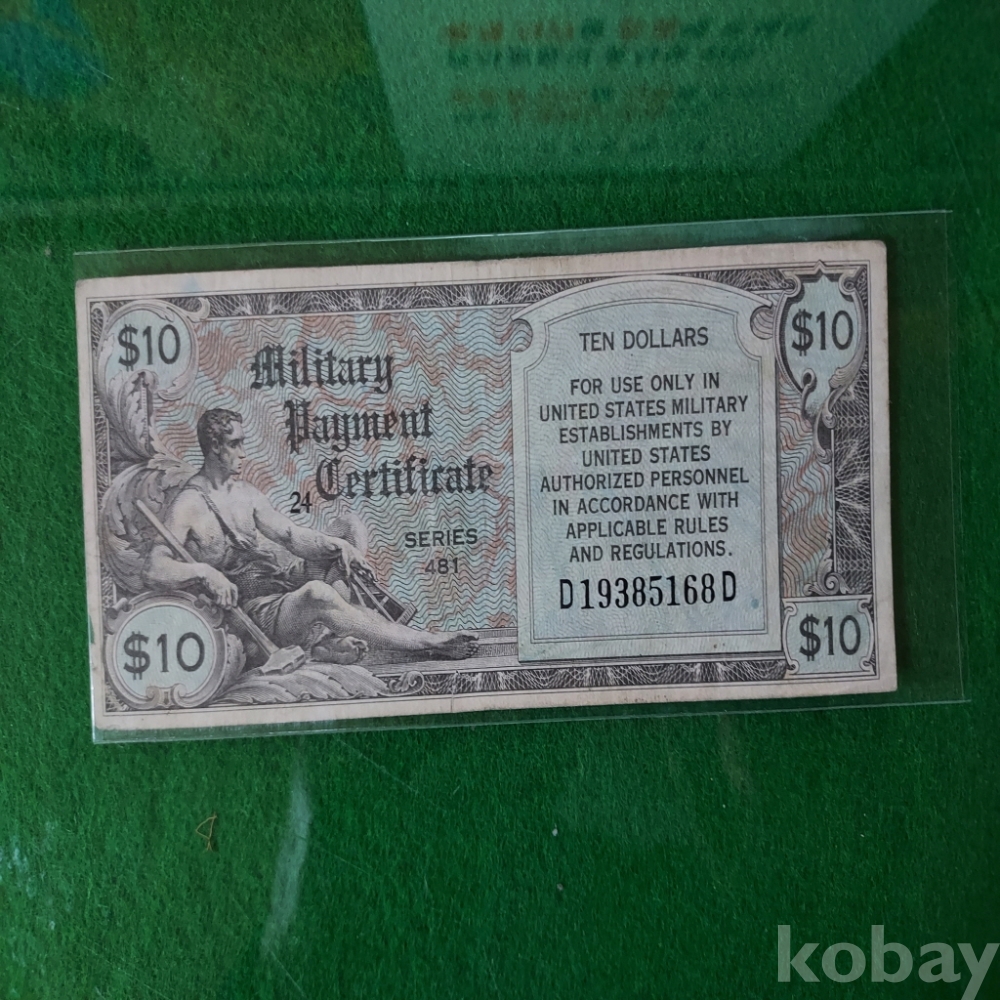 $10
Military
Payment
Certificate
24
SERIES
481
$10
TEN DOLLARS
FOR USE ONLY IN
UNITED STATES MILITARY
ESTABLISHMENTS BY
UNITED STATES
AUTHORIZED PERSONNEL
IN ACCORDANCE WITH
APPLICABLE RULES
AND REGULATIONS.
D19385168D
$10
$10
kobay